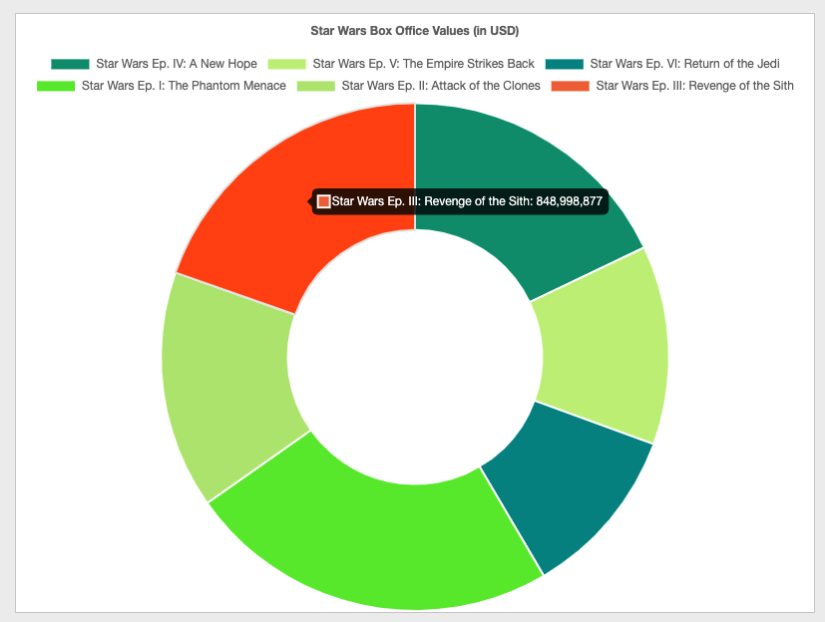 Star Wars Box Office Values (in USD)
Star Wars Ep. IV: A New Hope Star Wars Ep. V: The Empire Strikes Back Star Wars Ep. VI: Return of the Jedi
Star Wars Ep. I: The Phantom Menace Star Wars Ep. II: Attack of the Clones Star Wars Ep. III: Revenge of the Sith
Star Wars Ep. III: Revenge of the Sith: 848,998,877